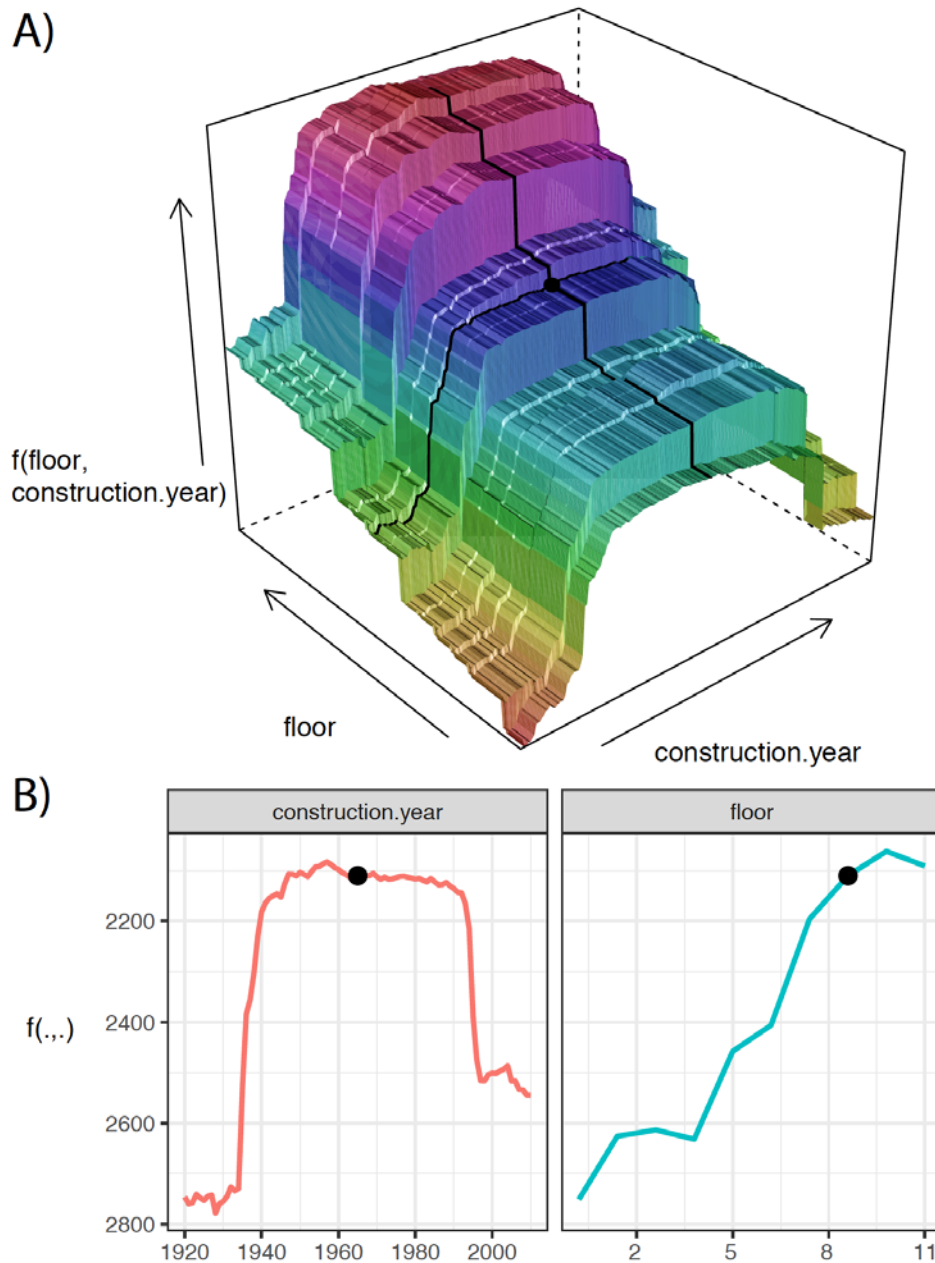 A)
f(floor,
construction.year)
floor
construction.year
B)
construction.year
floor
2200
2400
f(.,.)
2600
2800
1920 1940 1960 1980 2000
2 5 8 11